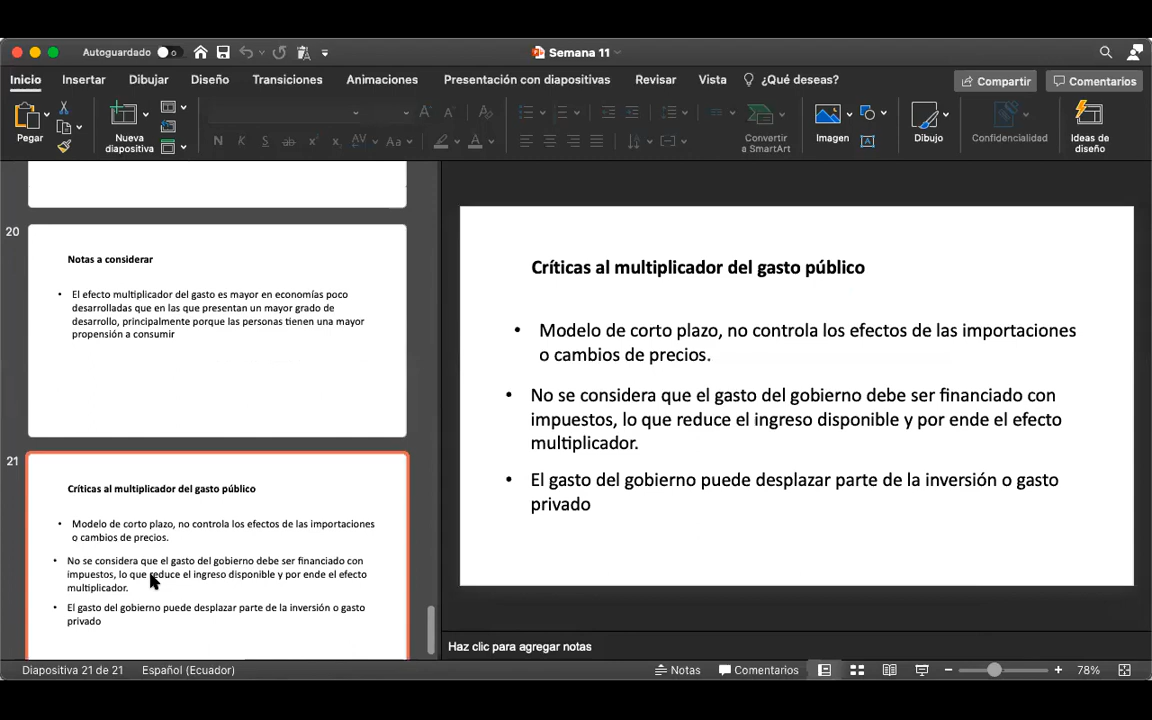 Autoguardado
Semana 11
Inicio Insertar Dibujar Diseño Transiciones Animaciones Presentación con diapositivas Revisar Vista ¿Qué deseas? Compartir Comentarios
Pegar
Nueva
diapositiva
N K S ab x x AV Aa A
Convertir
a SmartArt
Imagen
Dibujo
Confidencialidad
Ideas de
diseño
20
Notas a considerar
• El efecto multiplicador del gasto es mayor en economías poco
desarrolladas que en las que presentan un mayor grado de
desarrollo, principalmente porque las personas tienen una mayor
propensión a consumir
21
Críticas al multiplicador del gasto público
• Modelo de corto plazo, no controla los efectos de las importaciones
o cambios de precios.
• No se considera que el gasto del gobierno debe ser financiado con
impuestos, lo que reduce el ingreso disponible y por ende el efecto
multiplicador.
• El gasto del gobierno puede desplazar parte de la inversión o gasto
privado
Críticas al multiplicador del gasto público
• Modelo de corto plazo, no controla los efectos de las importaciones
o cambios de precios.
• No se considera que el gasto del gobierno debe ser financiado con
impuestos, lo que reduce el ingreso disponible y por ende el efecto
multiplicador.
• El gasto del gobierno puede desplazar parte de la inversión o gasto
privado
Haz clic para agregar notas
Diapositiva 21 de 21 Español (Ecuador) Notas Comentarios 78%